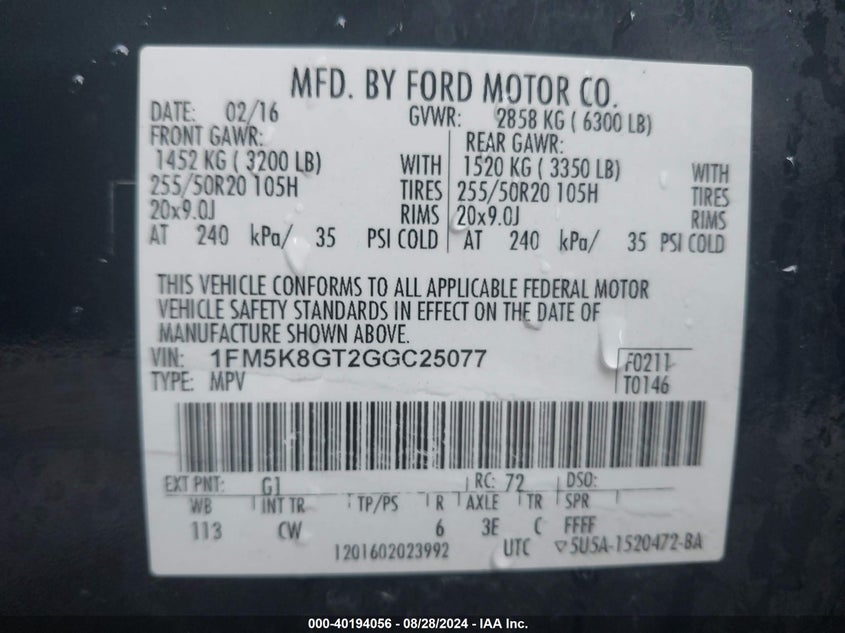 MFD. BY FORD MOTOR CO.
DATE: 02/16 GVWR: 2858 KG ( 6300 LB)
FRONT GAWR: REAR GAWR:
1452 KG ( 3200 LB) WITH 1520 KG ( 3350 LB) WITH
255/50R20 105H TIRES 255/50R20 105H TIRES
20x9.0J RIMS 20x9.0J RIMS
AT 240 kPa/ 35 PSI COLD AT 240 kPa/ 35 PSI COLD
THIS VEHICLE CONFORMS TO ALL APPLICABLE FEDERAL MOTOR
VEHICLE SAFETY STANDARDS IN EFFECT ON THE DATE OF
MANUFACTURE SHOWN ABOVE.
VIN: 1FM5K8GT2GGC25077 F0211
TYPE: MPV T0146
EXT PNT: G1 RC: 72 DSO:
WB INT TR TP/PS R AXLE TR SPR
113 CW 6 3E C FFFF
1201602023992 UTC ▽5U5A-1520472-BA
000-40194056 - 08/28/2024 - IAA Inc.